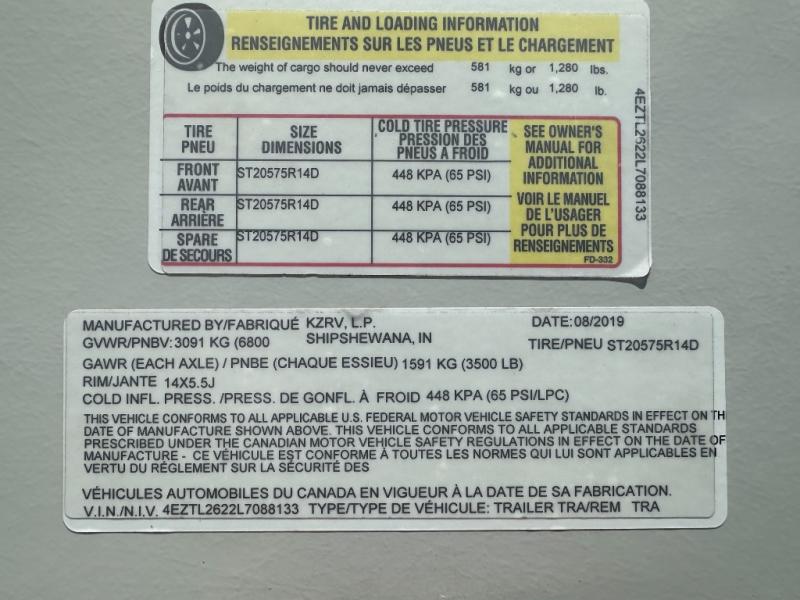 TIRE AND LOADING INFORMATION
RENSEIGNEMENTS SUR LES PNEUS ET LE CHARGEMENT
The weight of cargo should never exceed 581 kg or 1,280 lbs.
Le poids du chargement ne doit jamais dépasser 581 kg ou 1,280 lb.
TIRE PNEU
SIZE DIMENSIONS
COLD TIRE PRESSURE
PRESSION DES PNEUS A FROID
FRONT AVANT ST20575R14D 448 KPA (65 PSI)
REAR ARRIÈRE ST20575R14D 448 KPA (65 PSI)
SPARE DE SECOURS ST20575R14D 448 KPA (65 PSI)
SEE OWNER'S
MANUAL FOR
ADDITIONAL
INFORMATION
VOIR LE MANUEL
DE L'USAGER
POUR PLUS DE
RENSEIGNEMENTS
FD-332
4EZTL2622L7088133
MANUFACTURED BY/FABRIQUÉ KZRV, L.P. DATE:08/2019
GVWR/PNBV: 3091 KG (6800 SHIPSHEWANA, IN TIRE/PNEU ST20575R14D
GAWR (EACH AXLE) / PNBE (CHAQUE ESSIEU) 1591 KG (3500 LB)
RIM/JANTE 14X5.5J
COLD INFL. PRESS. /PRESS. DE GONFL. À FROID 448 KPA (65 PSI/LPC)
THIS VEHICLE CONFORMS TO ALL APPLICABLE U.S. FEDERAL MOTOR VEHICLE SAFETY STANDARDS IN EFFECT ON TH
DATE OF MANUFACTURE SHOWN ABOVE. THIS VEHICLE CONFORMS TO ALL APPLICABLE STANDARDS
PRESCRIBED UNDER THE CANADIAN MOTOR VEHICLE SAFETY REGULATIONS IN EFFECT ON THE DATE OF
MANUFACTURE - CE VÉHICULE EST CONFORME À TOUTES LES NORMES QUI LUI SONT APPLICABLES EN
VERTU DU RÈGLEMENT SUR LA SÉCURITÉ DES
VÉHICULES AUTOMOBILES DU CANADA EN VIGUEUR À LA DATE DE SA FABRICATION.
V.I.N./N.I.V. 4EZTL2622L7088133 TYPE/TYPE DE VÉHICULE: TRAILER TRA/REM TRA